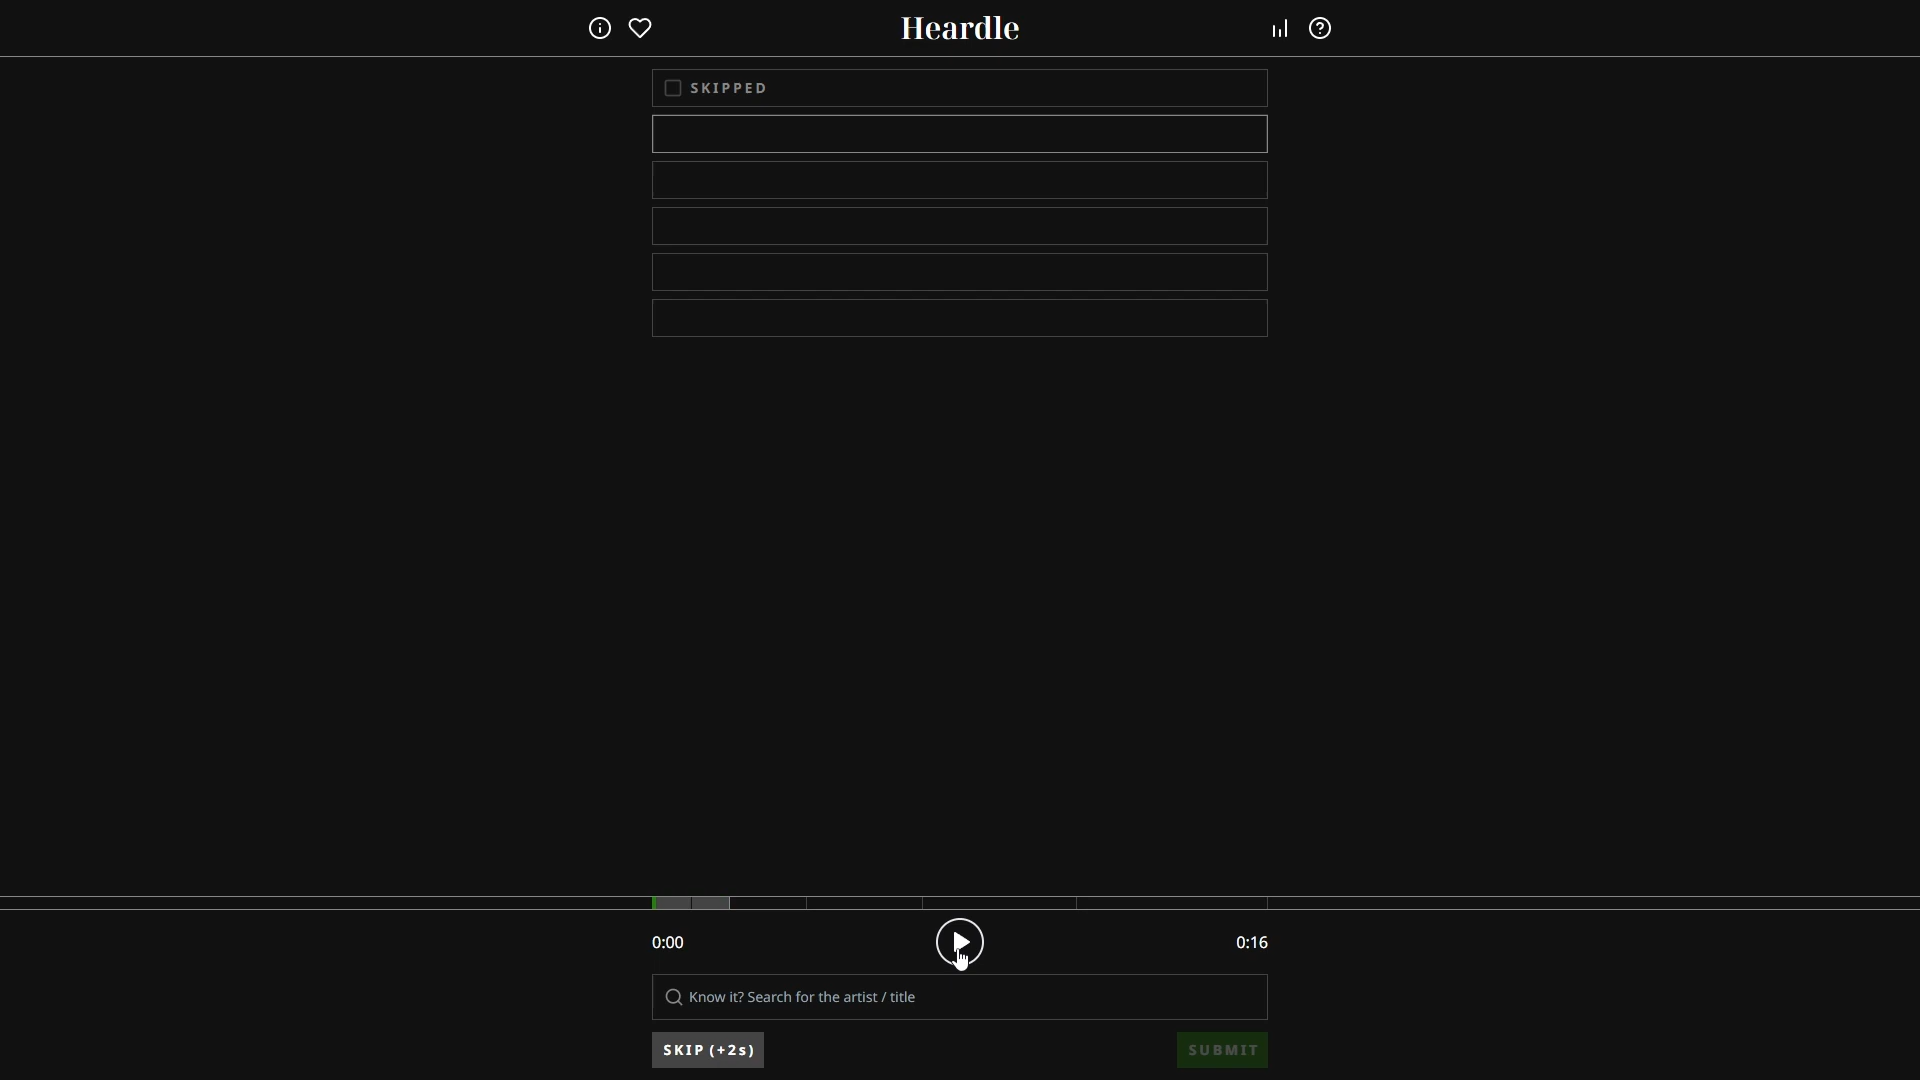 Heardle
SKIPPED
0:00
0:16
Know it? Search for the artist / title
SKIP (+2s)
SUBMIT